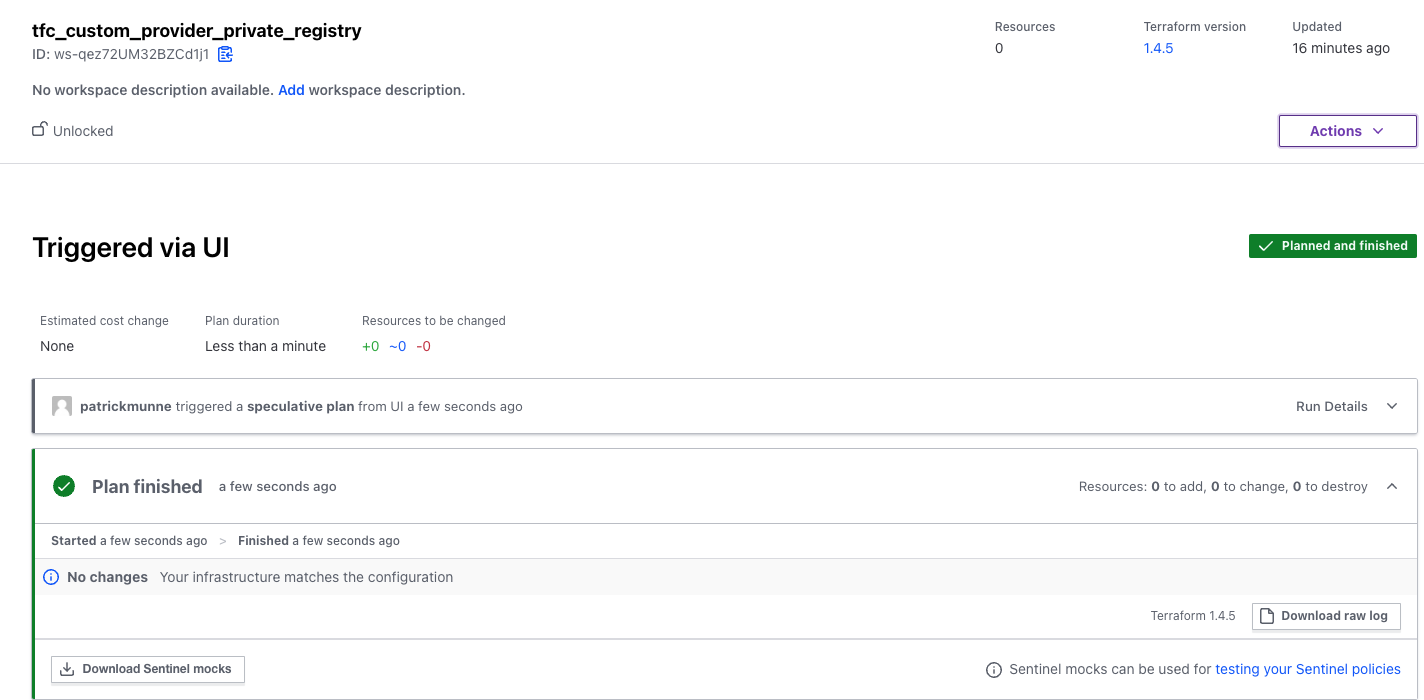 tfc_custom_provider_private_registry
ID: ws-qez72UM32BZCd1j1
Resources
0
Terraform version
1.4.5
Updated
16 minutes ago
No workspace description available. Add workspace description.
Unlocked
Actions
Triggered via UI
Planned and finished
Estimated cost change
None
Plan duration
Less than a minute
Resources to be changed
+0 ~0 -0
patrickmunne triggered a speculative plan from UI a few seconds ago
Run Details
Plan finished a few seconds ago
Resources: 0 to add, 0 to change, 0 to destroy
Started a few seconds ago > Finished a few seconds ago
No changes Your infrastructure matches the configuration
Terraform 1.4.5
Download raw log
Download Sentinel mocks
Sentinel mocks can be used for testing your Sentinel policies